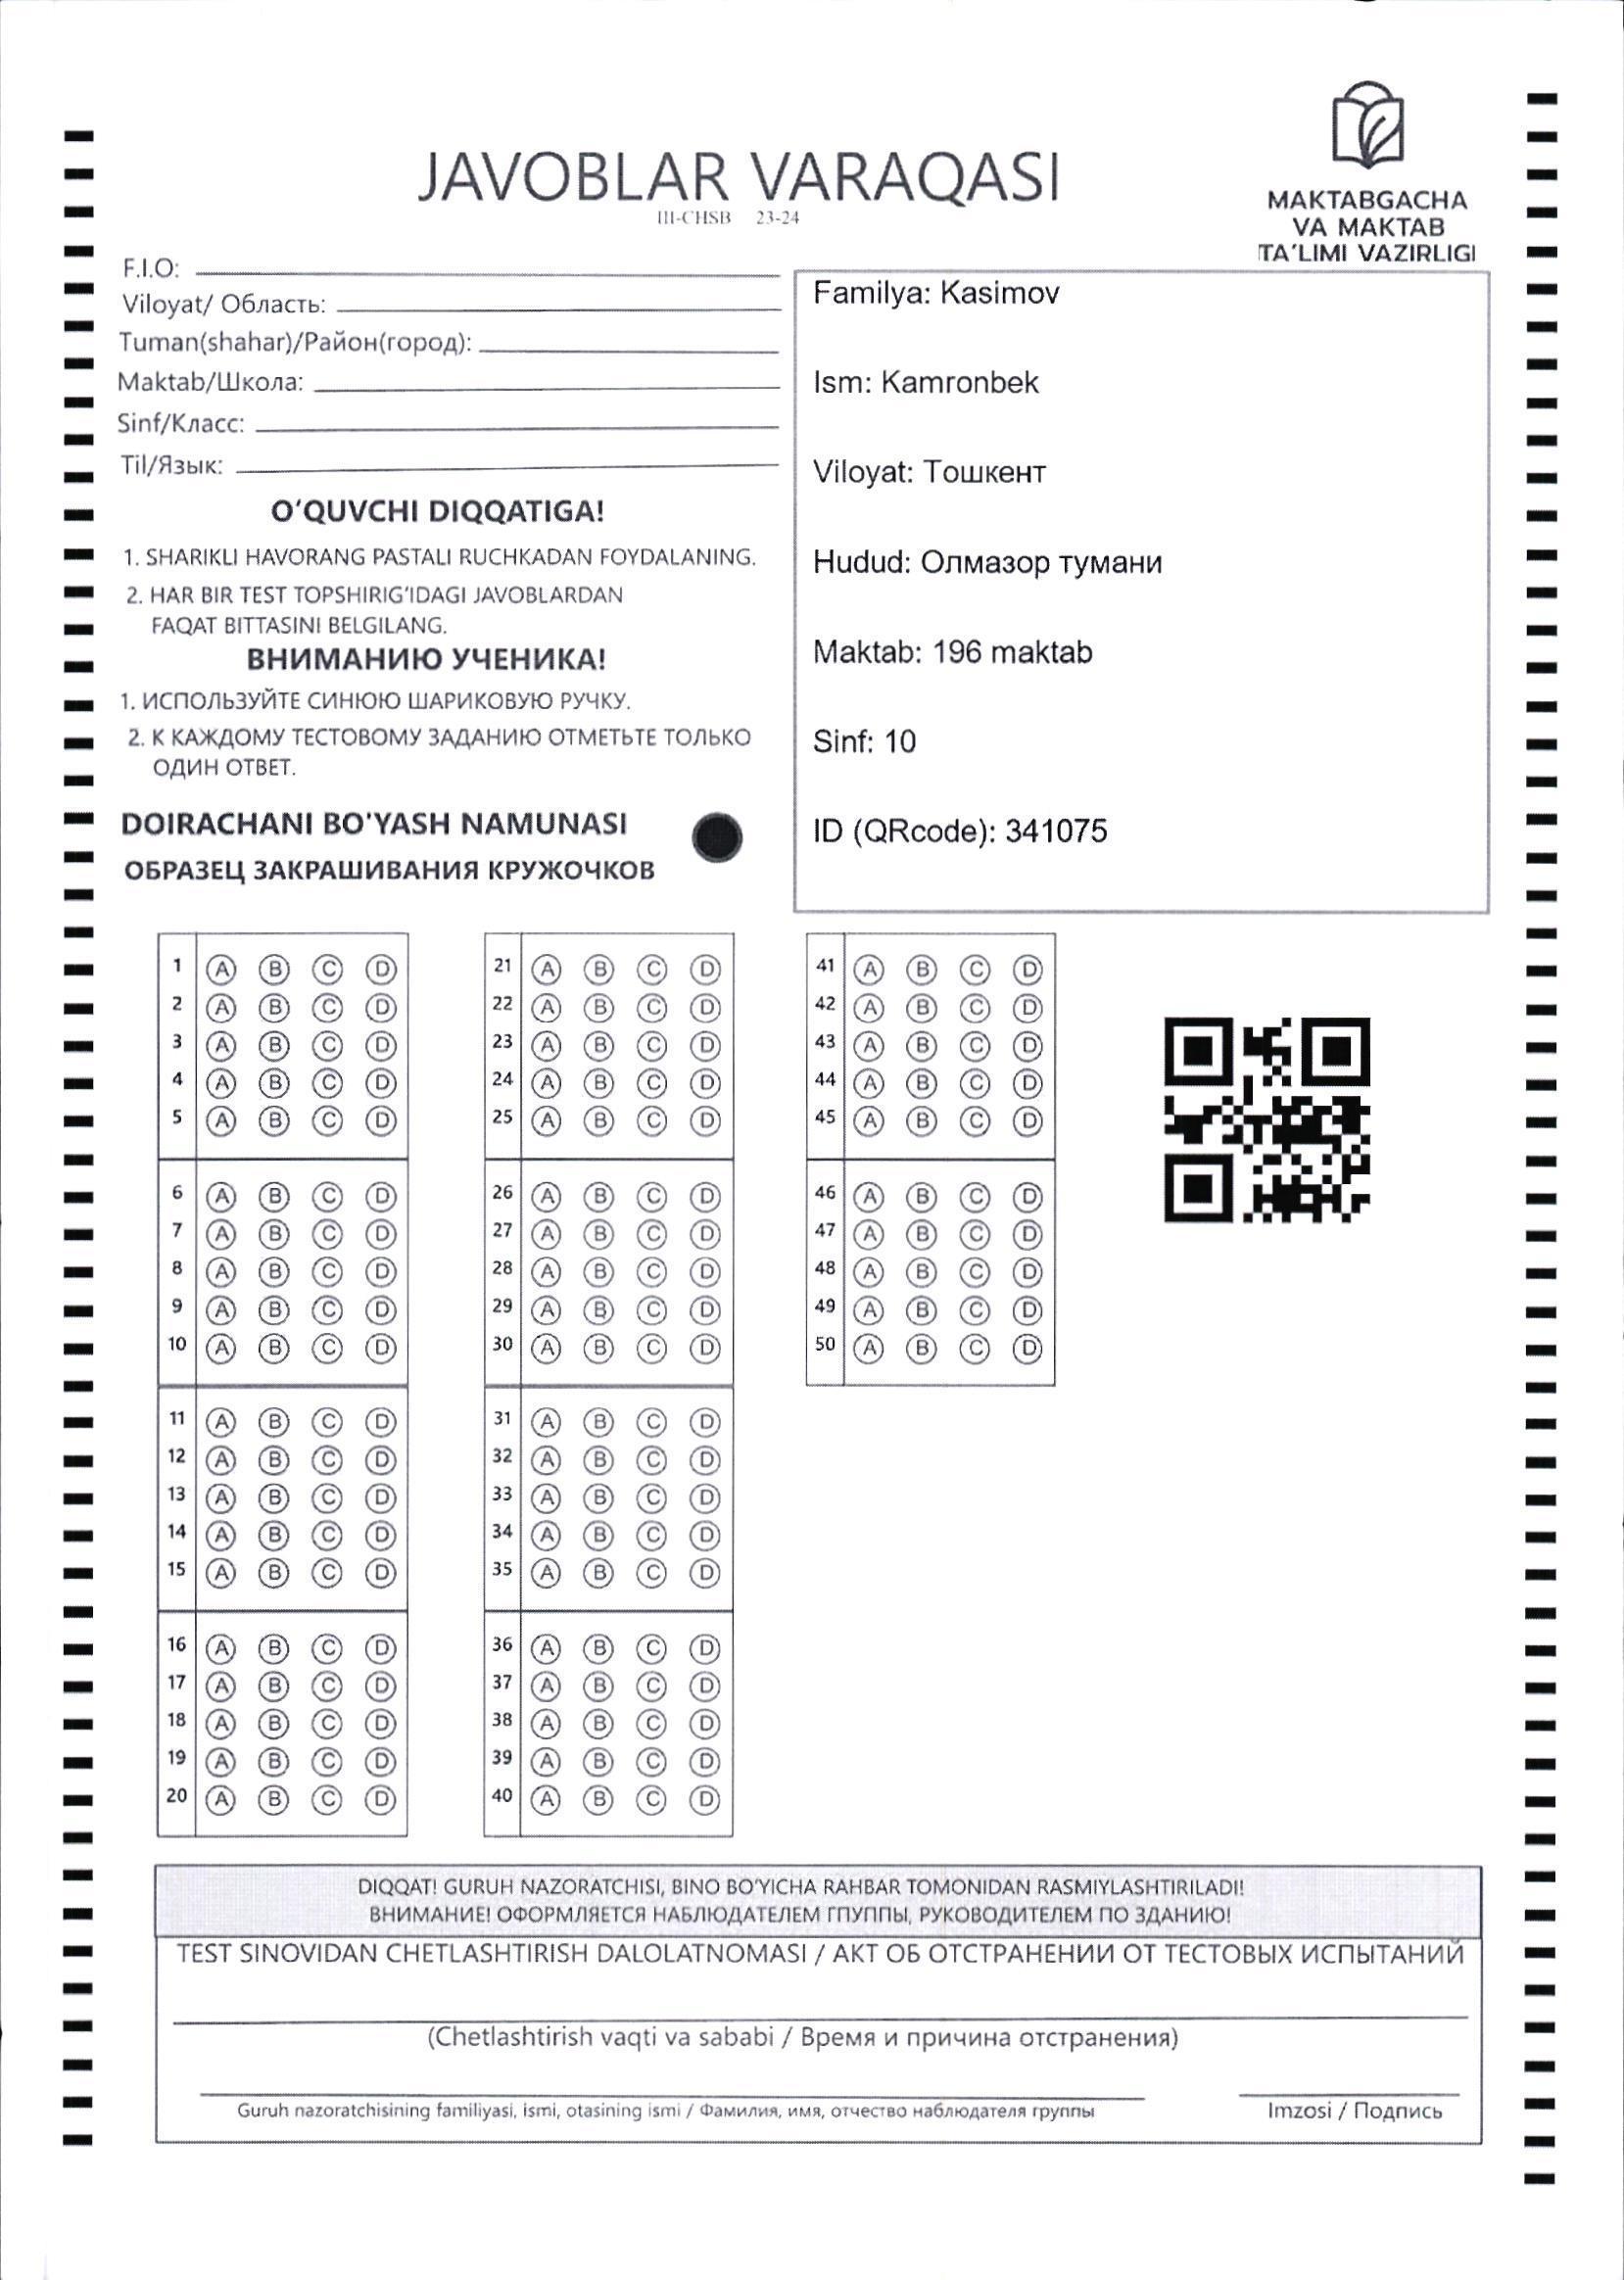 JAVOBLAR VARAQASI
III-CHSB 23-24
MAKTABGACHA
VA MAKTAB
TA'LIMI VAZIRLIGI
F.I.O:
Viloyat/ Область:
Tuman(shahar)/Район(город):
Maktab/Школа:
Sinf/Класс:
Til/Язык:
O'QUVCHI DIQQATIGA!
1. SHARIKLI HAVORANG PASTALI RUCHKADAN FOYDALANING.
2. HAR BIR TEST TOPSHIRIG'IDAGI JAVOBLARDAN
FAQAT BITTASINI BELGILANG.
ВНИМАНИЮ УЧЕНИКА!
1. ИСПОЛЬЗУЙТЕ СИНЮЮ ШАРИКОВУЮ РУЧКУ.
2. К КАЖДОМУ ТЕСТОВОМУ ЗАДАНИЮ ОТМЕТЬТЕ ТОЛЬКО
ОДИН ОТВЕТ.
DOIRACHANI BO'YASH NAMUNASI
ОБРАЗЕЦ ЗАКРАШИВАНИЯ КРУЖОЧКОВ
Familya: Kasimov
Ism: Kamronbek
Viloyat: Тошкент
Hudud: Олмазор тумани
Maktab: 196 maktab
Sinf: 10
ID (QRcode): 341075
1 A B C D
2 A B C D
3 A B C D
4 A B C D
5 A B C D
6 A B C D
7 A B C D
8 A B C D
9 A B C D
10 A B C D
11 A B C D
12 A B C D
13 A B C D
14 A B C D
15 A B C D
16 A B C D
17 A B C D
18 A B C D
19 A B C D
20 A B C D
21 A B C D
22 A B C D
23 A B C D
24 A B C D
25 A B C D
26 A B C D
27 A B C D
28 A B C D
29 A B C D
30 A B C D
31 A B C D
32 A B C D
33 A B C D
34 A B C D
35 A B C D
36 A B C D
37 A B C D
38 A B C D
39 A B C D
40 A B C D
41 A B C D
42 A B C D
43 A B C D
44 A B C D
45 A B C D
46 A B C D
47 A B C D
48 A B C D
49 A B C D
50 A B C D
DIQQAT! GURUH NAZORATCHISI, BINO BO'YICHA RAHBAR TOMONIDAN RASMIYLASHTIRILADI!
ВНИМАНИЕ! ОФОРМЛЯЕТСЯ НАБЛЮДАТЕЛЕМ ГПУППЫ, РУКОВОДИТЕЛЕМ ПО ЗДАНИЮ!
TEST SINOVIDAN CHETLASHTIRISH DALOLATNOMASI / АКТ ОБ ОТСТРАНЕНИИ ОТ ТЕСТОВЫХ ИСПЫТАНИЙ
(Chetlashtirish vaqti va sababi / Время и причина отстранения)
Guruh nazoratchisining familiyasi, ismi, otasining ismi / Фамилия, имя, отчество наблюдателя группы
Imzosi / Подпись